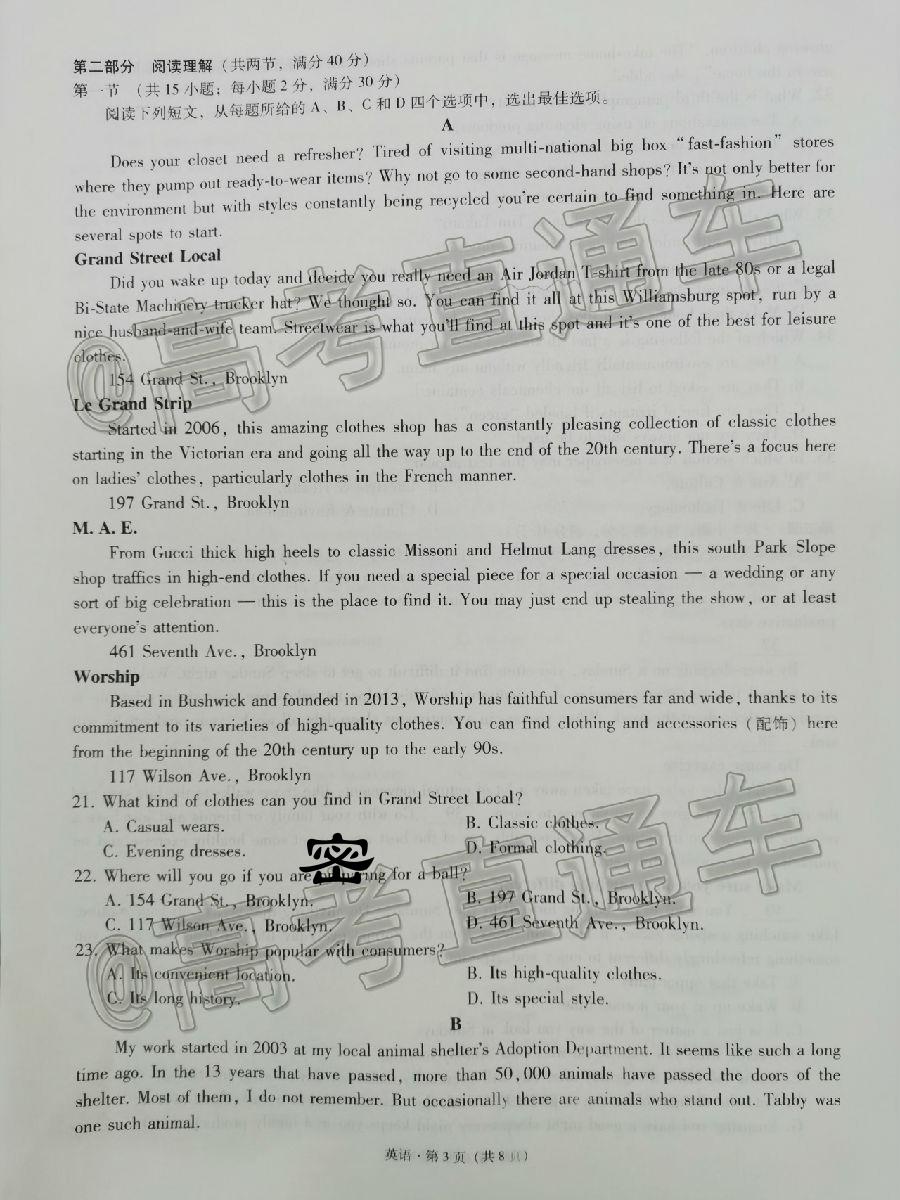 第二部分 阅读理解（共两节，满分 40 分）
第一节 （共 15 小题；每小题 2 分，满分 30 分）
阅读下列短文，从每题所给的 A、B、C 和 D 四个选项中，选出最佳选项。
A
Does your closet need a refresher? Tired of visiting multi-national big box “fast-fashion” stores
where they pump out ready-to-wear items? Why not go to some second-hand shops? It's not only better for
the environment but with styles constantly being recycled you're certain to find something in. Here are
several spots to start.
Grand Street Local
Did you wake up today and decide you really need an Air Jordan T-shirt from the late 80s or a legal
Bi-State Machinery trucker hat? We thought so. You can find it all at this Williamsburg spot, run by a
nice husband-and-wife team. Streetwear is what you'll find at this spot and it's one of the best for leisure
clothes.
154 Grand St., Brooklyn
Le Grand Strip
Started in 2006, this amazing clothes shop has a constantly pleasing collection of classic clothes
starting in the Victorian era and going all the way up to the end of the 20th century. There's a focus here
on ladies' clothes, particularly clothes in the French manner.
197 Grand St., Brooklyn
M. A. E.
From Gucci thick high heels to classic Missoni and Helmut Lang dresses, this south Park Slope
shop traffics in high-end clothes. If you need a special piece for a special occasion — a wedding or any
sort of big celebration — this is the place to find it. You may just end up stealing the show, or at least
everyone's attention.
461 Seventh Ave., Brooklyn
Worship
Based in Bushwick and founded in 2013, Worship has faithful consumers far and wide, thanks to its
commitment to its varieties of high-quality clothes. You can find clothing and accessories（配饰）here
from the beginning of the 20th century up to the early 90s.
117 Wilson Ave., Brooklyn
21. What kind of clothes can you find in Grand Street Local?
A. Casual wears. B. Classic clothes.
C. Evening dresses. D. Formal clothing.
密
22. Where will you go if you are for a ball?
A. 154 Grand St., Brooklyn. B. 197 Grand St., Brooklyn.
C. 117 Wilson Ave., Brooklyn. D. 461 Seventh Ave., Brooklyn.
23. What makes Worship popular with consumers?
A. Its convenient location. B. Its high-quality clothes.
C. Its long history. D. Its special style.
B
My work started in 2003 at my local animal shelter's Adoption Department. It seems like such a long
time ago. In the 13 years that have passed, more than 50,000 animals have passed the doors of the
shelter. Most of them, I do not remember. But occasionally there are animals who stand out. Tabby was
one such animal.
英语·第 3 页（共 8 页）
@高考直通车
@高考直通车